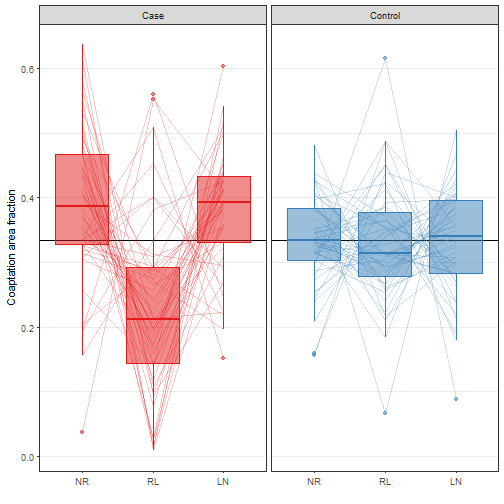 Case
Control
Coaptation area fraction
0.6
0.4
0.2
0.0
NR
RL
LN
NR
RL
LN